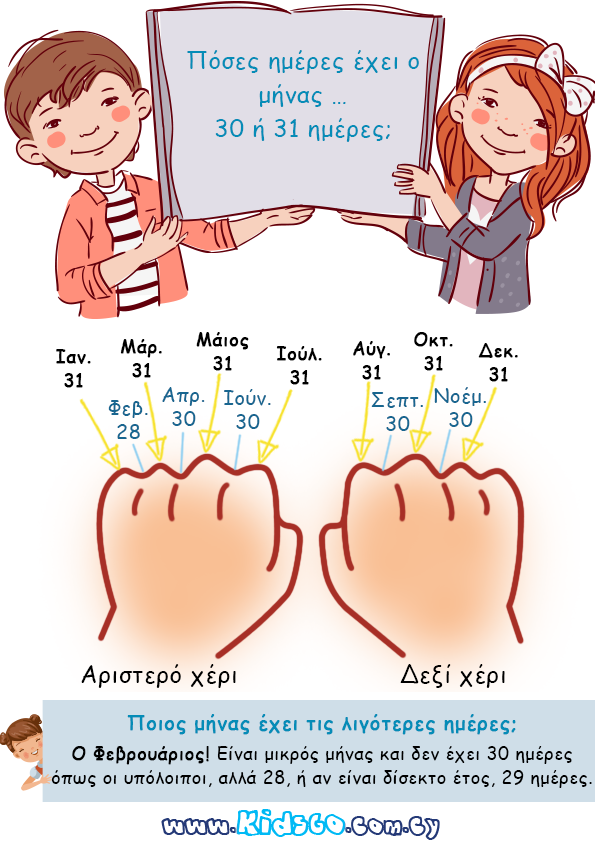 Πόσες ημέρες έχει ο
μήνας ...
30 ή 31 ημέρες;
Ιαν.
31
Φεβ.
28
Μάρ.
31
Απρ.
30
Μάιος
31
Ιούν.
30
Ιούλ.
31
Αύγ.
31
Σεπτ.
30
Οκτ.
31
Νοέμ.
30
Δεκ.
31
Αριστερό χέρι
Δεξί χέρι
Ποιος μήνας έχει τις λιγότερες ημέρες;
Ο Φεβρουάριος! Είναι μικρός μήνας και δεν έχει 30 ημέρες
όπως οι υπόλοιποι, αλλά 28, ή αν είναι δίσεκτο έτος, 29 ημέρες.
www.KidsGO.com.cy